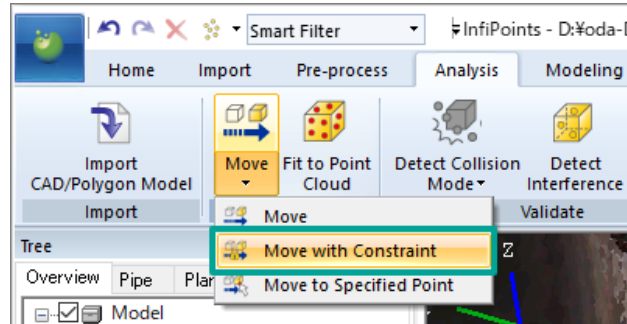 Smart Filter
InfiPoints - D:¥oda-D
Home Import Pre-process Analysis Modeling
Import CAD/Polygon Model
Move
Fit to Point Cloud
Detect Collision Mode
Detect Interference
Import
Validate
Move
Move with Constraint
Move to Specified Point
Tree
Overview Pipe Plar
Model
Z